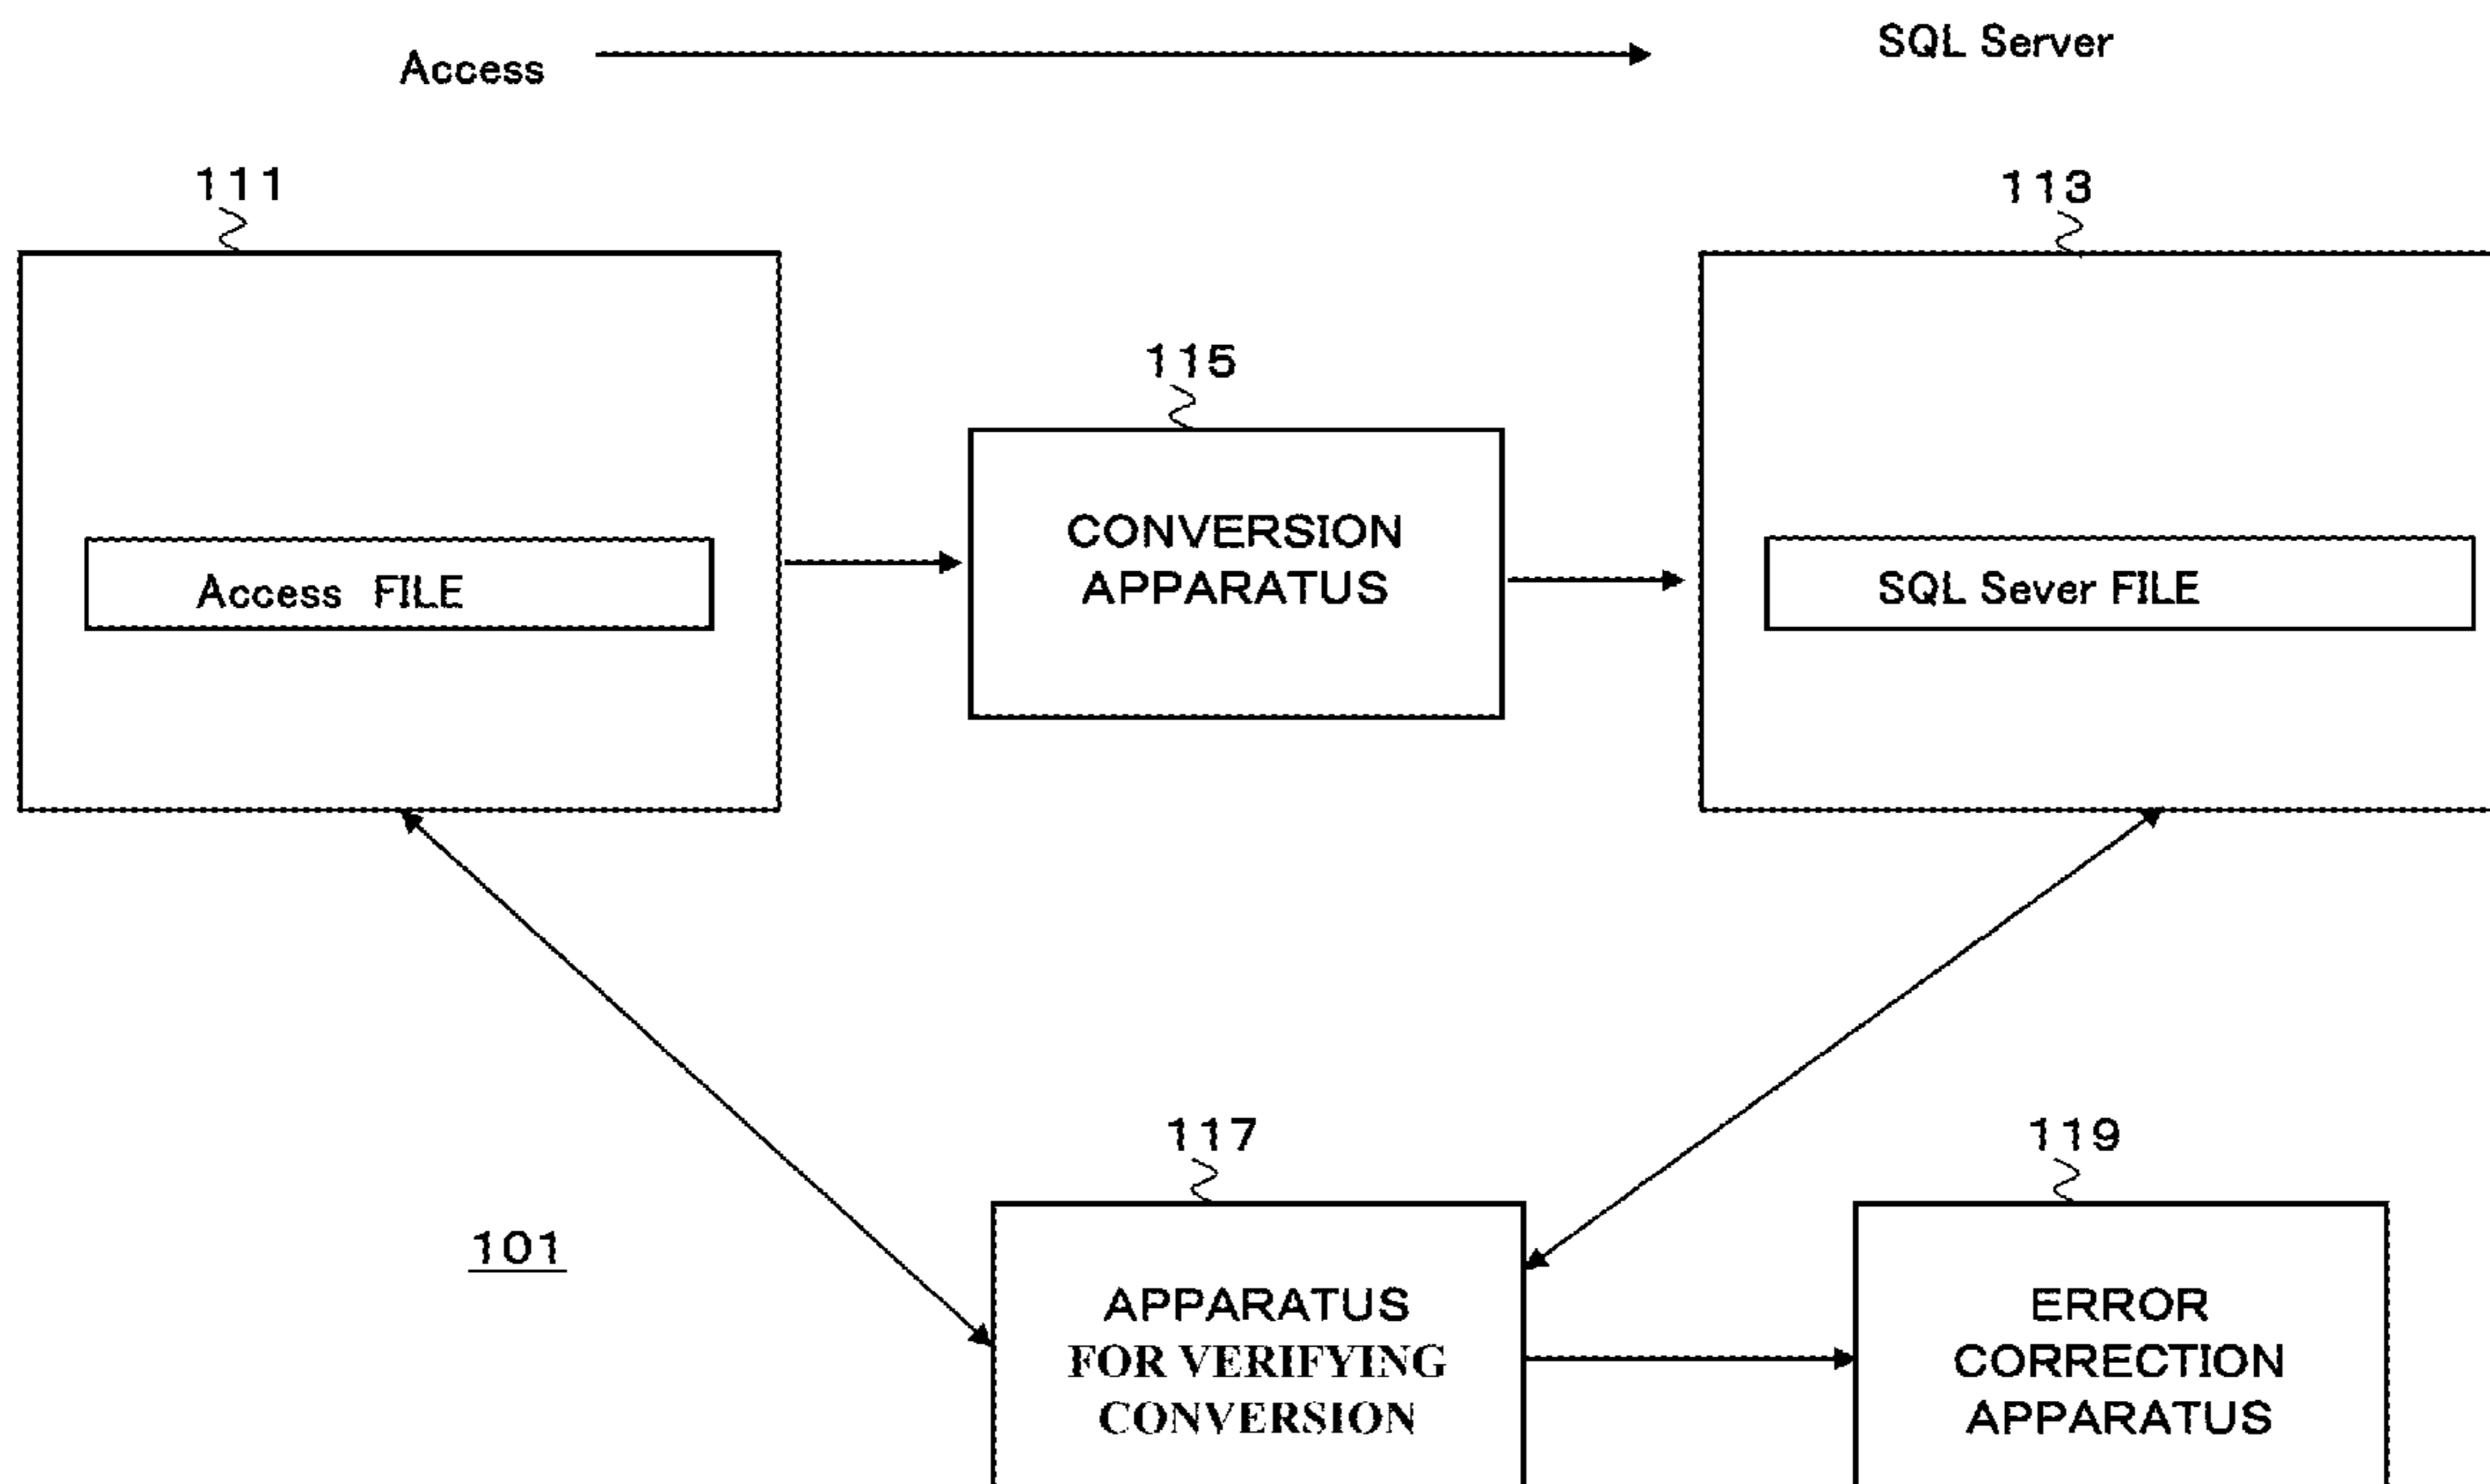 Access
SQL Server
111
113
115
CONVERSION
APPARATUS
Access FILE
SQL Sever FILE
117
119
101
APPARATUS
FOR VERIFYING
CONVERSION
ERROR
CORRECTION
APPARATUS